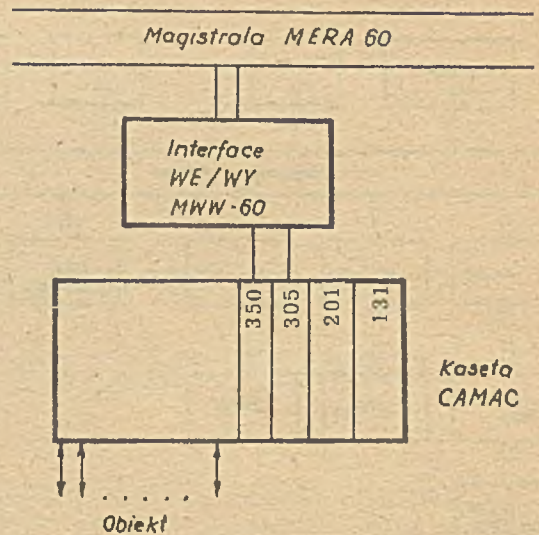 Magistrala MERA 60
Interface
WE/WY
MWW-60
350
305
201
131
Kaseta
CAMAC
Obiekt